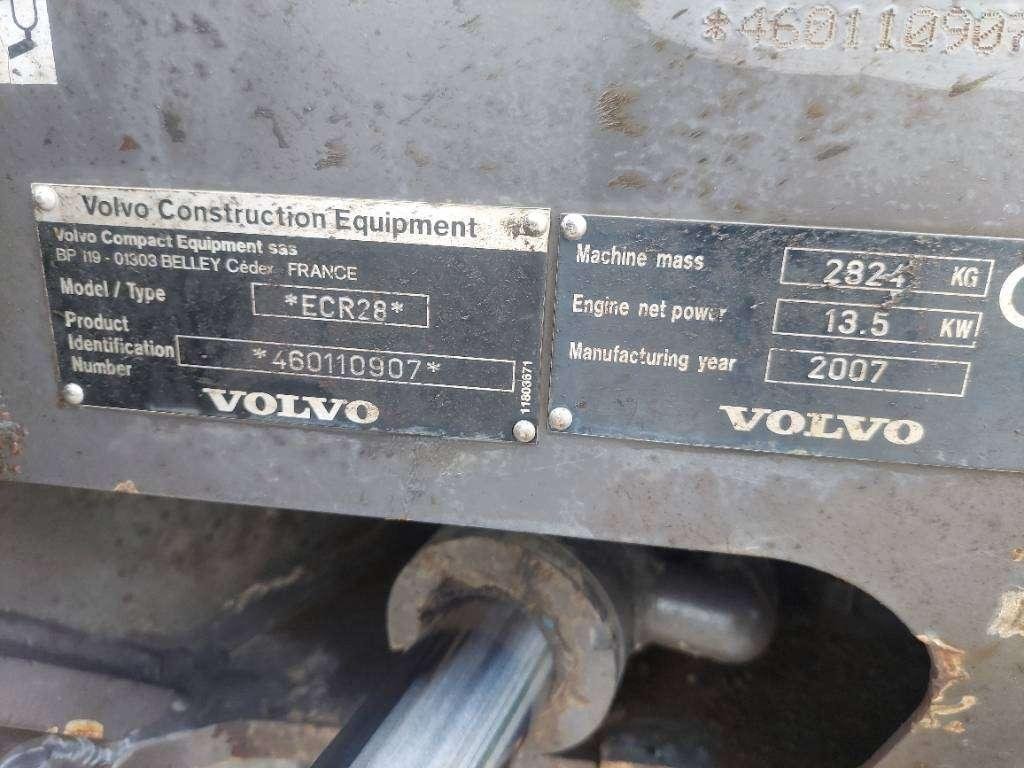 *460110907
Volvo Construction Equipment
Volvo Compact Equipment sas
BP 119 - 01303 BELLEY Cedex FRANCE
Model / Type *ECR28*
Product
Identification *460110907*
Number
VOLVO
11803671
Machine mass 2824 KG
Engine net power 13.5 KW
Manufacturing year 2007
VOLVO